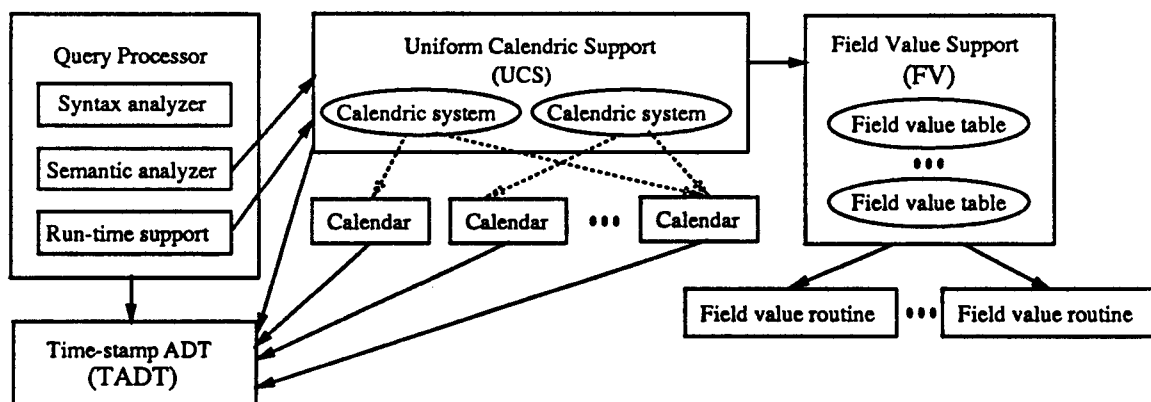 Query Processor
Syntax analyzer
Semantic analyzer
Run-time support
Uniform Calendric Support
(UCS)
Calendric system
Calendric system
Calendar
Calendar
•••
Calendar
Field Value Support
(FV)
Field value table
•••
Field value table
Field value routine
•••
Field value routine
Time-stamp ADT
(TADT)